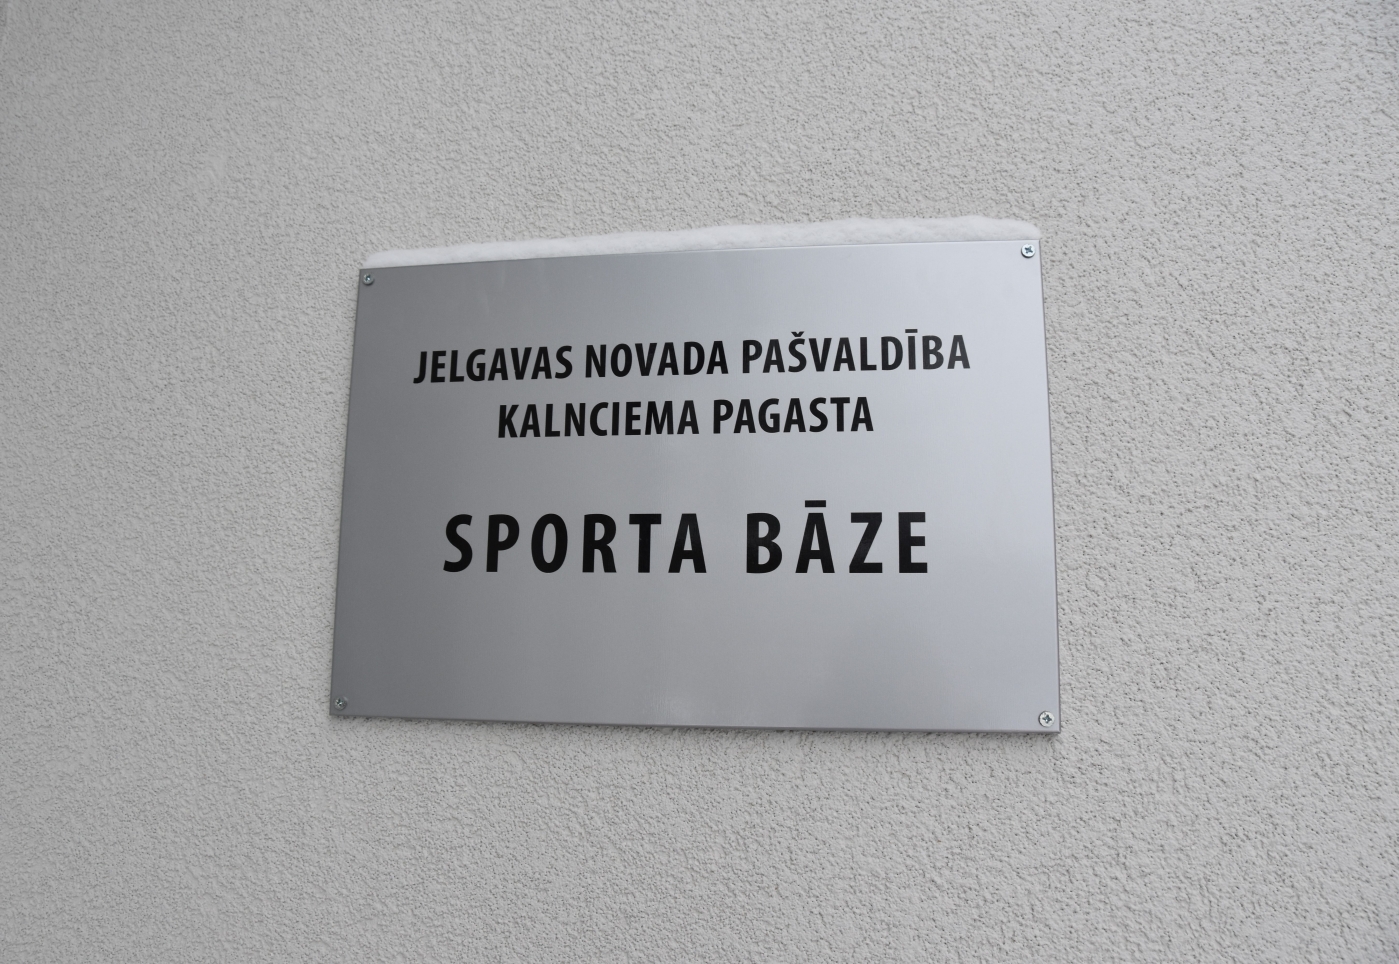 JELGAVAS NOVADA PAŠVALDĪBA
KALNCIEMA PAGASTA
SPORTA BĀZE